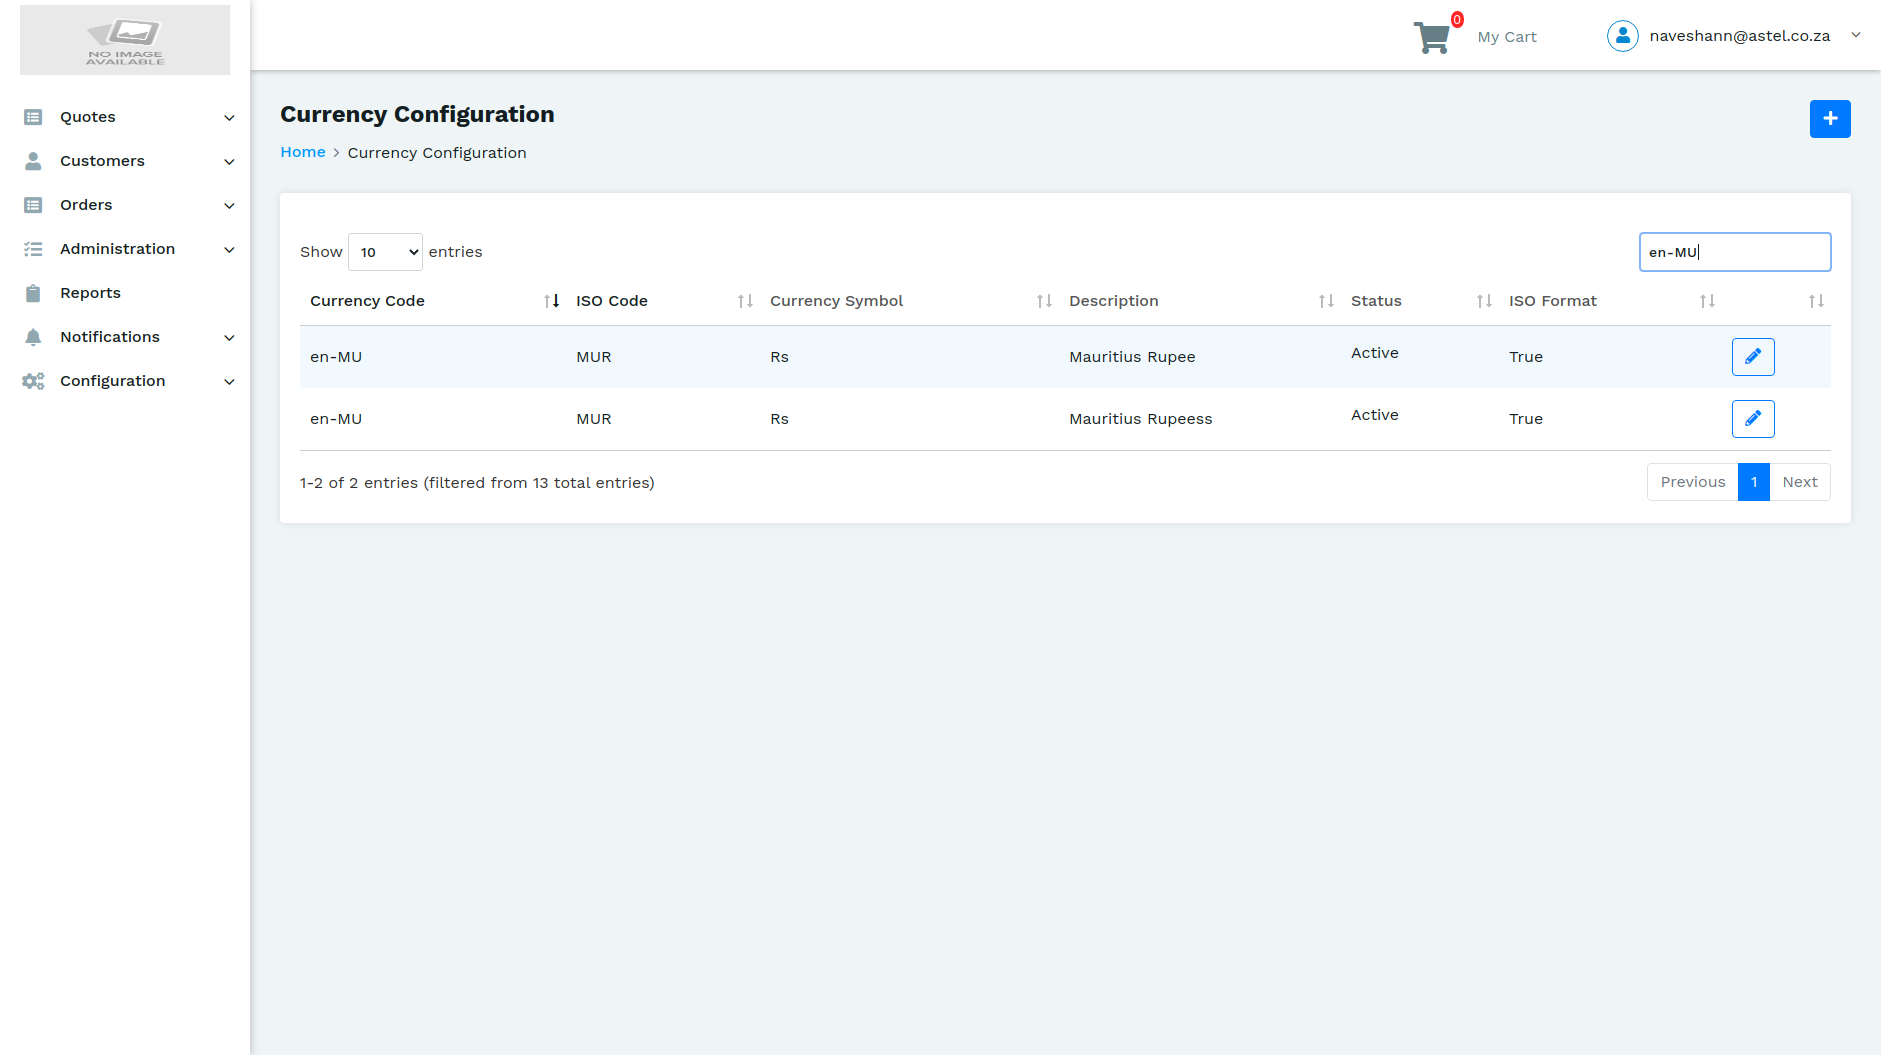 NO IMAGE
AVAILABLE
0
My Cart
naveshann@astel.co.za
Quotes
Customers
Orders
Administration
Reports
Notifications
Configuration
Currency Configuration
Home > Currency Configuration
Show 10 entries
en-MU
Currency Code ISO Code Currency Symbol Description Status ISO Format
en-MU MUR Rs Mauritius Rupee Active True
en-MU MUR Rs Mauritius Rupeess Active True
1-2 of 2 entries (filtered from 13 total entries)
Previous 1 Next